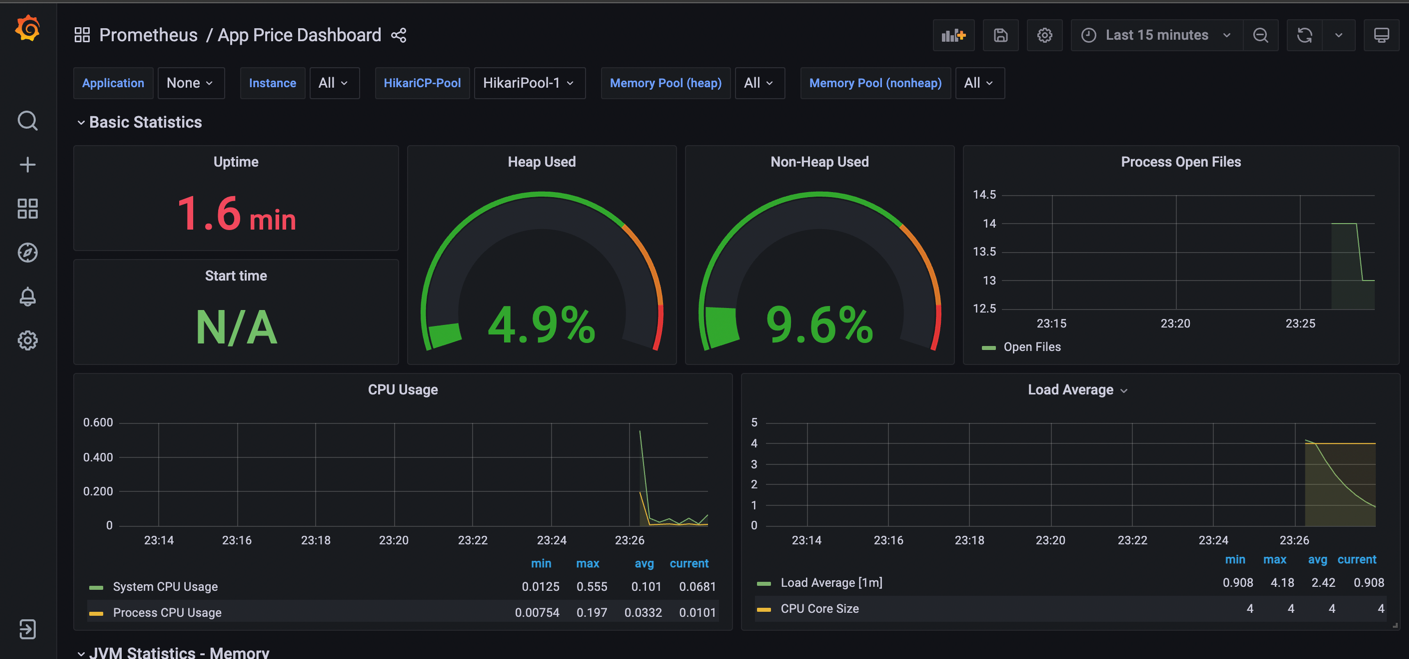 Prometheus / App Price Dashboard
Last 15 minutes
Application None Instance All HikariCP-Pool HikariPool-1 Memory Pool (heap) All Memory Pool (nonheap) All
Basic Statistics
Uptime
1.6 min
Start time
N/A
Heap Used
4.9%
Non-Heap Used
9.6%
Process Open Files
14.5
14
13.5
13
12.5
23:15 23:20 23:25
Open Files
CPU Usage
0.600
0.400
0.200
0
23:14 23:16 23:18 23:20 23:22 23:24 23:26
min max avg current
System CPU Usage 0.0125 0.555 0.101 0.0681
Process CPU Usage 0.00754 0.197 0.0332 0.0101
Load Average
5
4
3
2
1
0
23:14 23:16 23:18 23:20 23:22 23:24 23:26
min max avg current
Load Average [1m] 0.908 4.18 2.42 0.908
CPU Core Size 4 4 4 4
JVM Statistics - Memory